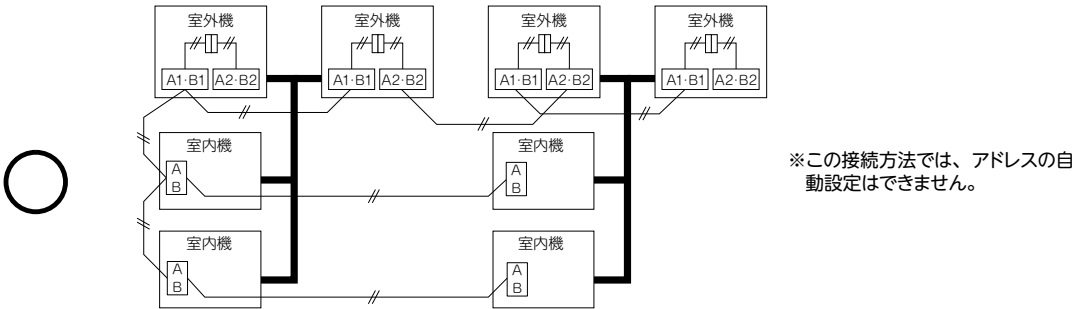 室外機
室外機
室外機
室外機
A1·B1
A2·B2
A1·B1
A2·B2
A1·B1
A2·B2
A1·B1
A2·B2
室内機
A
B
室内機
A
B
※この接続方法では、アドレスの自
動設定はできません。
室内機
A
B
室内機
A
B